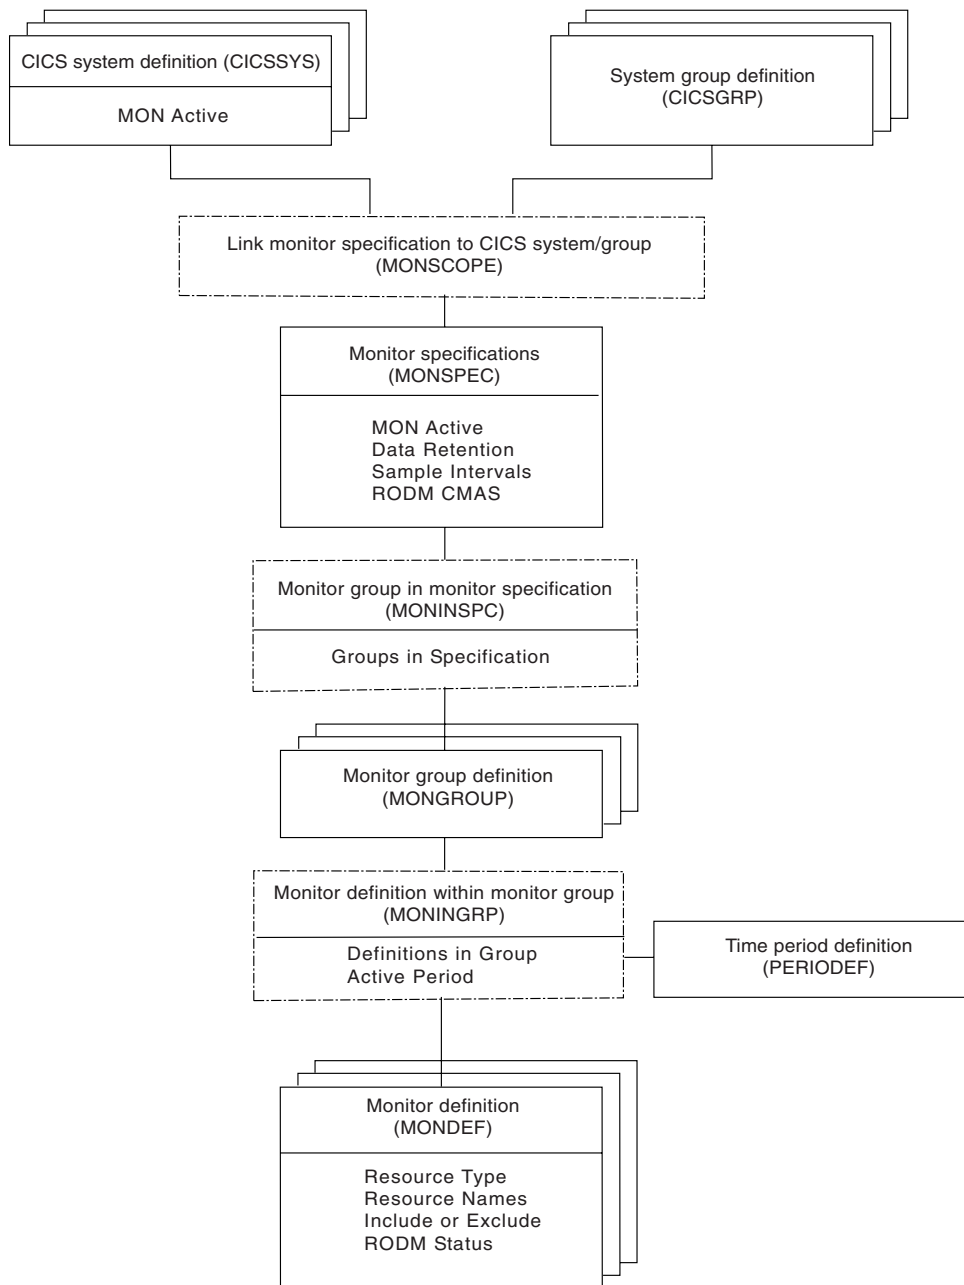 CICS system definition (CICSSYS)
MON Active
System group definition
(CICSGRP)
Link monitor specification to CICS system/group
(MONSCOPE)
Monitor specifications
(MONSPEC)
MON Active
Data Retention
Sample Intervals
RODM CMAS
Monitor group in monitor specification
(MONINSPC)
Groups in Specification
Monitor group definition
(MONGROUP)
Monitor definition within monitor group
(MONINGRP)
Definitions in Group
Active Period
Time period definition
(PERIODEF)
Monitor definition
(MONDEF)
Resource Type
Resource Names
Include or Exclude
RODM Status